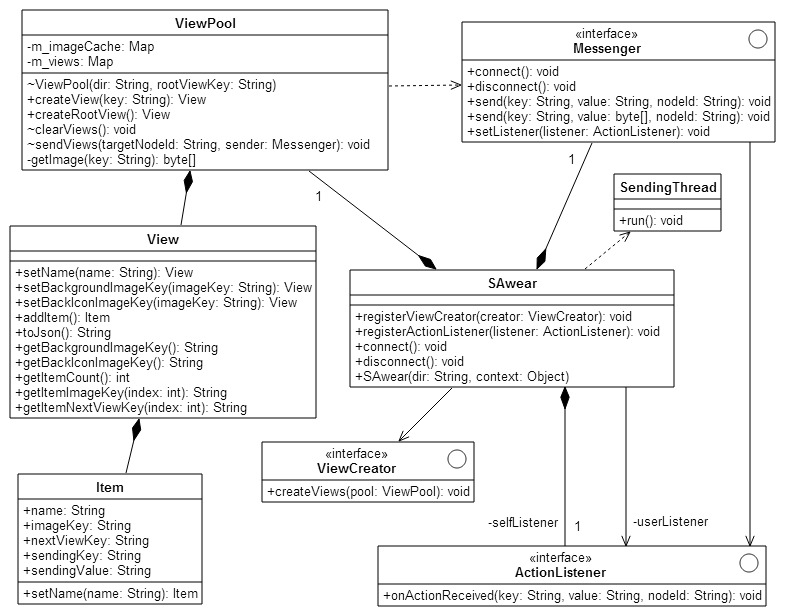 ViewPool
-m_imageCache: Map
-m_views: Map
~ViewPool(dir: String, rootViewKey: String)
+createView(key: String): View
+createRootView(): View
~clearViews(): void
~sendViews(targetNodeId: String, sender: Messenger): void
-getImage(key: String): byte[]
«interface»
Messenger
+connect(): void
+disconnect(): void
+send(key: String, value: String, nodeId: String): void
+send(key: String, value: byte[], nodeId: String): void
+setListener(listener: ActionListener): void
1
1
SendingThread
+run(): void
View
+setName(name: String): View
+setBackgroundImageKey(imageKey: String): View
+setBackIconImageKey(imageKey: String): View
+addItem(): Item
+toJson(): String
+getBackgroundImageKey(): String
+getBackIconImageKey(): String
+getItemCount(): int
+getItemImageKey(index: int): String
+getItemNextViewKey(index: int): String
SAwear
+registerViewCreator(creator: ViewCreator): void
+registerActionListener(listener: ActionListener): void
+connect(): void
+disconnect(): void
+SAwear(dir: String, context: Object)
«interface»
ViewCreator
+createViews(pool: ViewPool): void
Item
+name: String
+imageKey: String
+nextViewKey: String
+sendingKey: String
+sendingValue: String
+setName(name: String): Item
-selfListener
1
-userListener
«interface»
ActionListener
+onActionReceived(key: String, value: String, nodeId: String): void